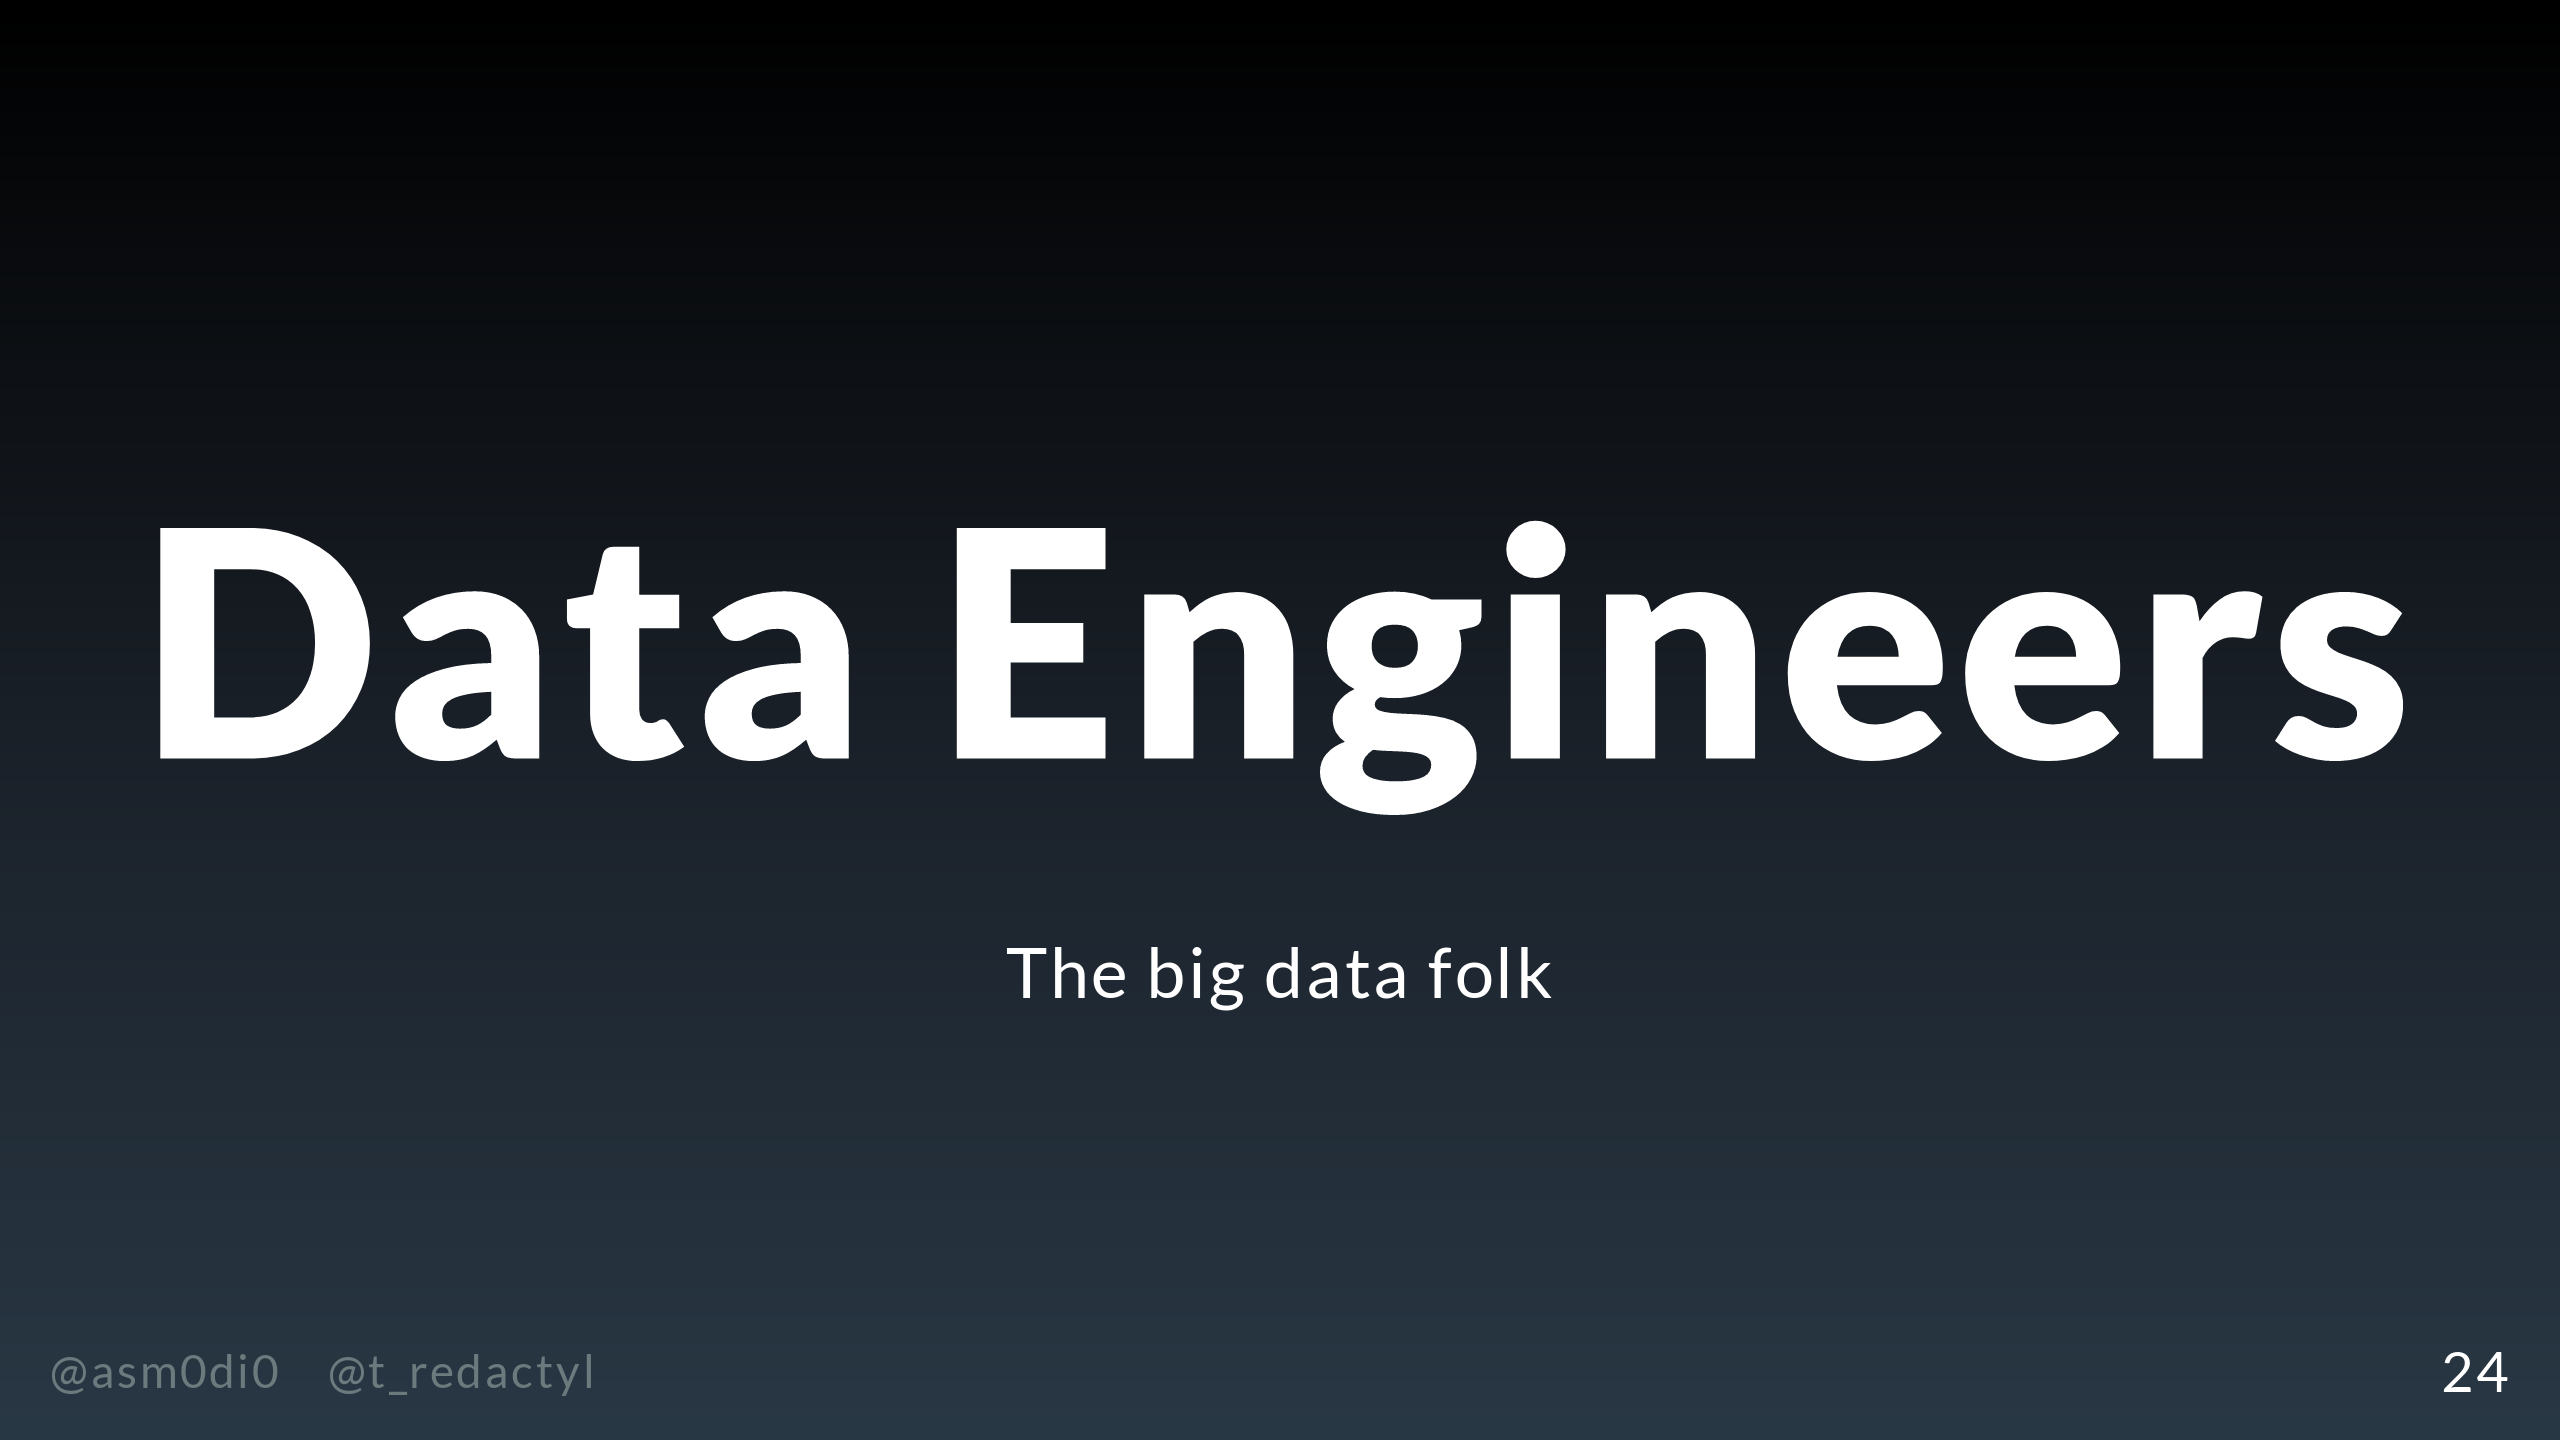 Data Engineers
The big data folk
@asm0di0 @t_redactyl
24